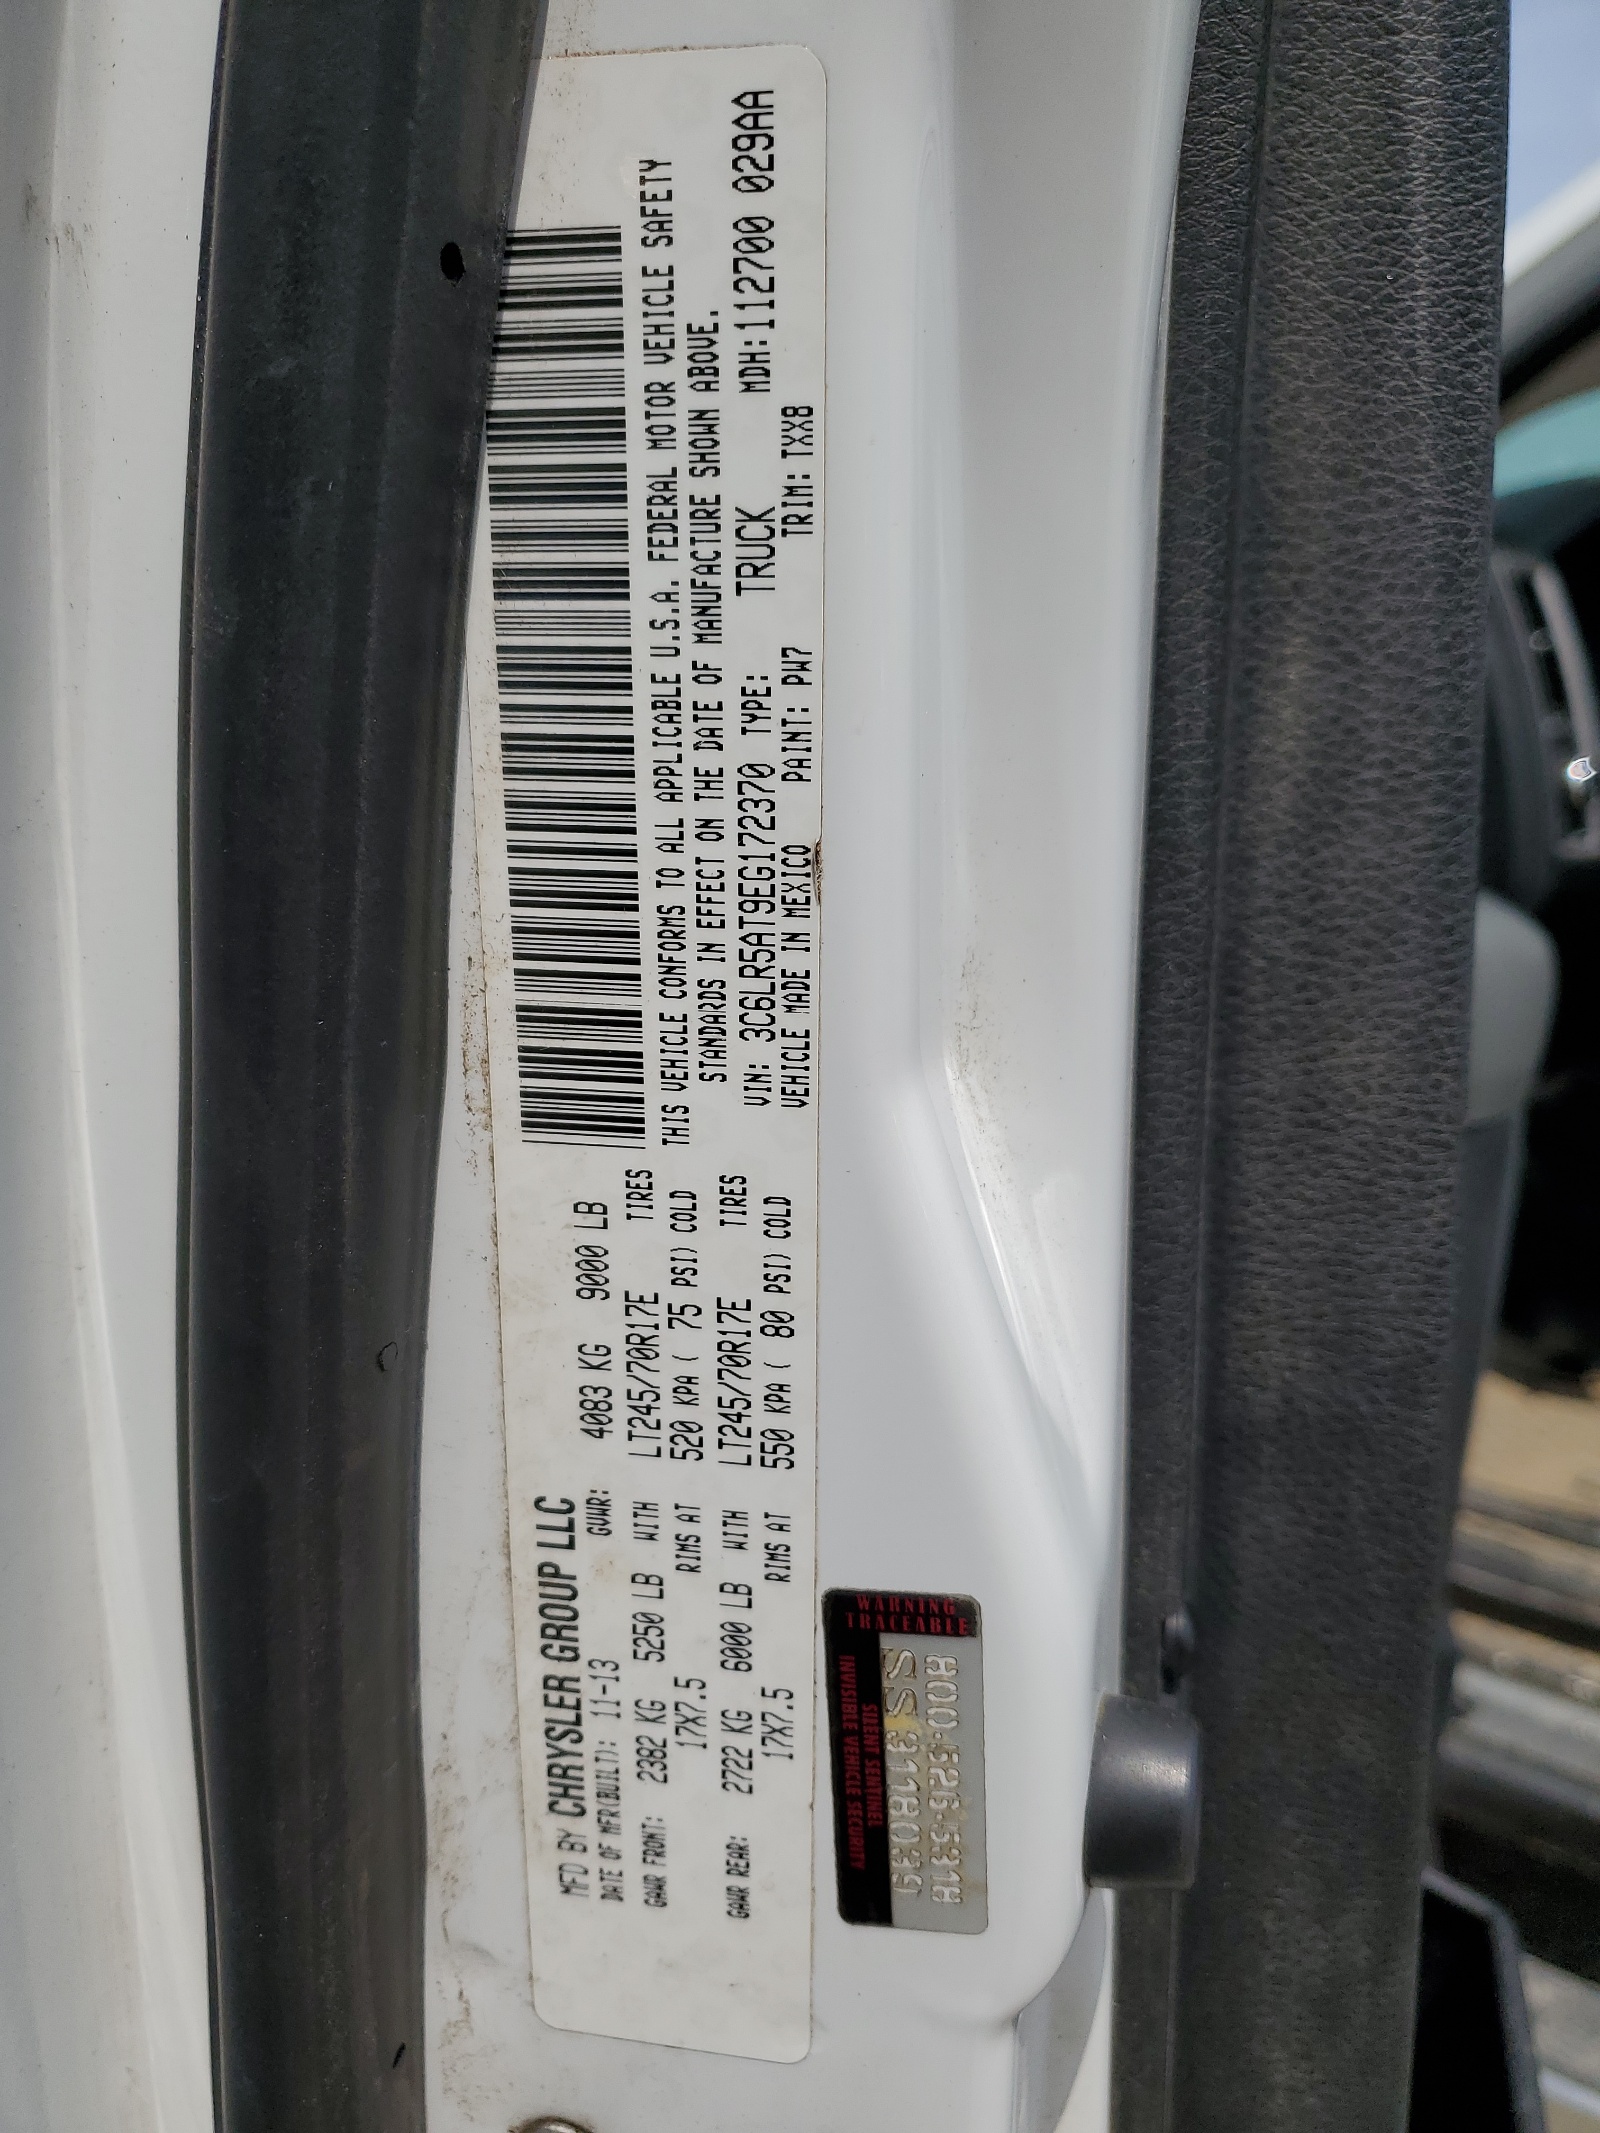 MFD BY CHRYSLER GROUP LLC
DATE OF MFR(BUILT): 11-13 GVWR: 4083 KG 9000 LB
GAWR FRONT: 2382 KG 5250 LB WITH LT245/70R17E TIRES
17X7.5 RIMS AT 520 KPA ( 75 PSI) COLD
GAWR REAR: 2722 KG 6000 LB WITH LT245/70R17E TIRES
17X7.5 RIMS AT 550 KPA ( 80 PSI) COLD
THIS VEHICLE CONFORMS TO ALL APPLICABLE U.S.A. FEDERAL MOTOR VEHICLE SAFETY
STANDARDS IN EFFECT ON THE DATE OF MANUFACTURE SHOWN ABOVE.
VIN: 3C6LR5AT9EG172370 TYPE: TRUCK MDH:112700 029AA
VEHICLE MADE IN MEXICO PAINT: PW7 TRIM: TXX8
WARNING
TRACEABLE
INVISIBLE VEHICLE SECURITY
SILENT SENTINEL